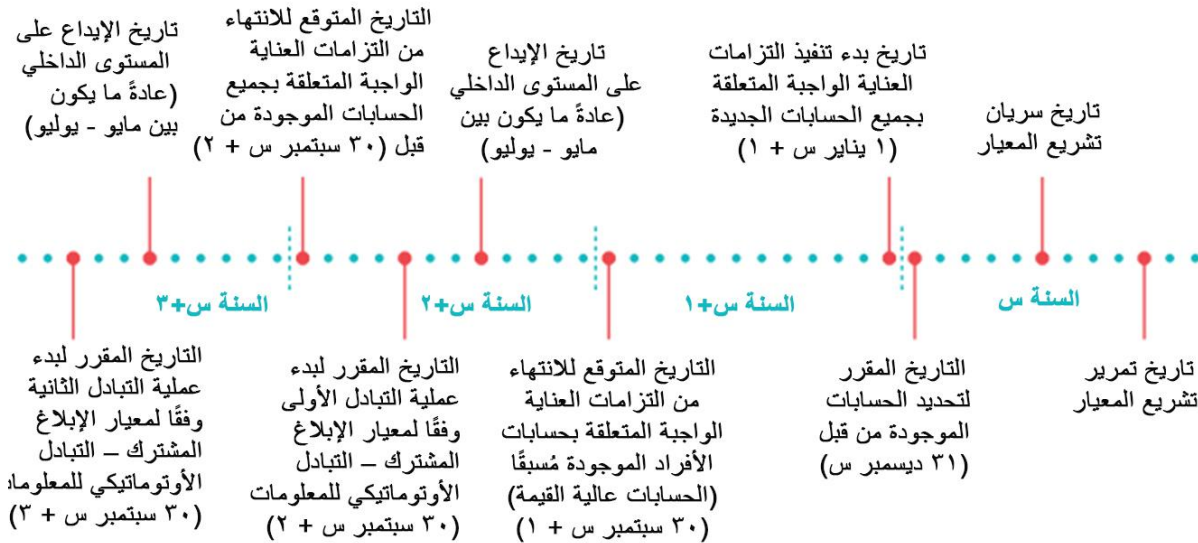 تاريخ تمرير
تشريع المعيار
تاريخ سريان
تشريع المعيار
التاريخ المقرر
لتحديد الحسابات
الموجودة من قبل
(٣١ ديسمبر س)
تاريخ بدء تنفيذ التزامات
العناية الواجبة المتعلقة
بجميع الحسابات الجديدة
(١ يناير س + ١)
التاريخ المتوقع للانتهاء
من التزامات العناية
الواجبة المتعلقة بحسابات
الأفراد الموجودة مُسبقًا
(الحسابات عالية القيمة)
(٣٠ سبتمبر س + ١)
تاريخ الإيداع
على المستوى الداخلي
(عادةً ما يكون بين
مايو - يوليو)
التاريخ المقرر لبدء
عملية التبادل الأولى
وفقًا لمعيار الإبلاغ
المشترك – التبادل
الأوتوماتيكي للمعلومات
(٣٠ سبتمبر س + ٢)
التاريخ المتوقع للانتهاء
من التزامات العناية
الواجبة المتعلقة بجميع
الحسابات الموجودة من
قبل (٣٠ سبتمبر س + ٢)
تاريخ الإيداع على
المستوى الداخلي
(عادةً ما يكون
بين مايو - يوليو)
التاريخ المقرر لبدء
عملية التبادل الثانية
وفقًا لمعيار الإبلاغ
المشترك – التبادل
الأوتوماتيكي للمعلومات
(٣٠ سبتمبر س + ٣)
السنة س
السنة س+١
السنة س+٢
السنة س+٣